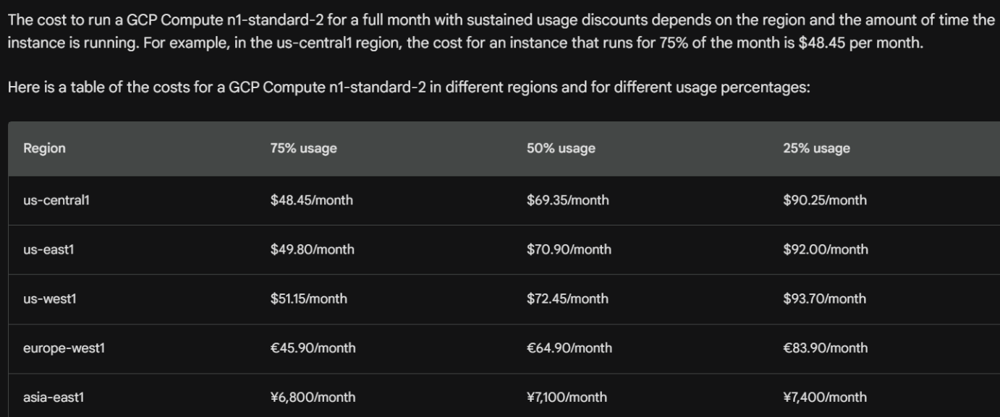 The cost to run a GCP Compute n1-standard-2 for a full month with sustained usage discounts depends on the region and the amount of time the
instance is running. For example, in the us-central1 region, the cost for an instance that runs for 75% of the month is $48.45 per month.
Here is a table of the costs for a GCP Compute n1-standard-2 in different regions and for different usage percentages:
Region 75% usage 50% usage 25% usage
us-central1 $48.45/month $69.35/month $90.25/month
us-east1 $49.80/month $70.90/month $92.00/month
us-west1 $51.15/month $72.45/month $93.70/month
europe-west1 €45.90/month €64.90/month €83.90/month
asia-east1 ¥6,800/month ¥7,100/month ¥7,400/month